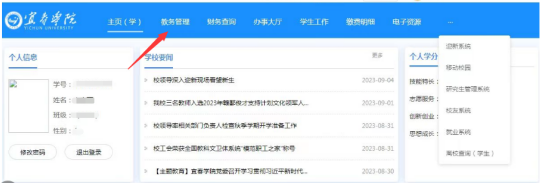 宜春学院
YICHUN UNIVERSITY
主页（学） 教务管理 财务查询 办事大厅 学生工作 缴费明细 电子资源 ...
个人信息
学号：
姓名：
班级：
性别：
修改密码 退出登录
学校要闻 更多
校领导深入迎新现场看望新生 2023-09-04
我校三名教师入选2023年赣鄱俊才支持计划文化领军人... 2023-09-01
校领导率相关部门负责人检查秋季学期开学准备工作 2023-08-31
校工会荣获全国教科文卫体系统“模范职工之家”称号 2023-08-31
【主题教育】宜春学院党委召开学习贯彻习近平新时代... 2023-08-31
个人学分
技能特长：
志愿服务：
创新创业：
思想成长：
迎新系统
移动校园
研究生管理系统
校友系统
就业系统
离校查询（学生）